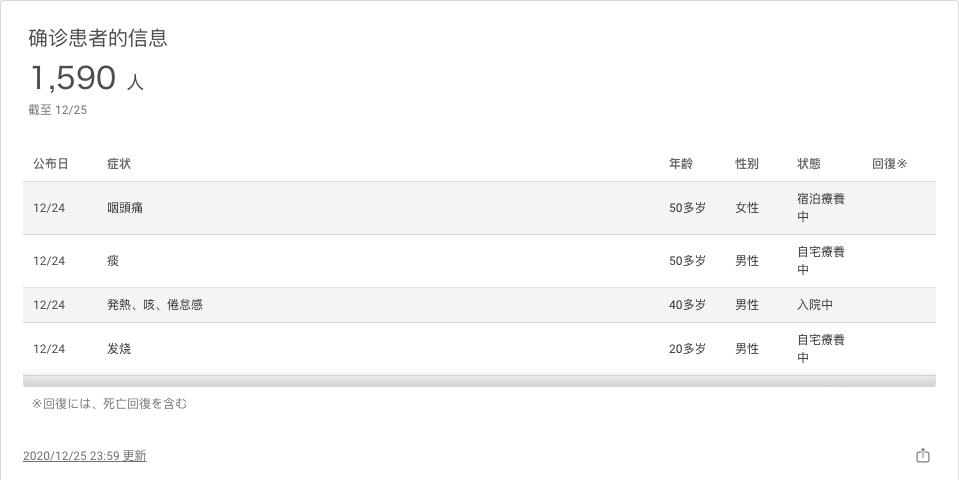 确诊患者的信息
1,590 人
截至 12/25
公布日 症状 年龄 性别 状態 回復※
12/24 咽頭痛 50多岁 女性 宿泊療養中
12/24 痰 50多岁 男性 自宅療養中
12/24 発熱、咳、倦怠感 40多岁 男性 入院中
12/24 发烧 20多岁 男性 自宅療養中
※回復には、死亡回復を含む
2020/12/25 23:59 更新